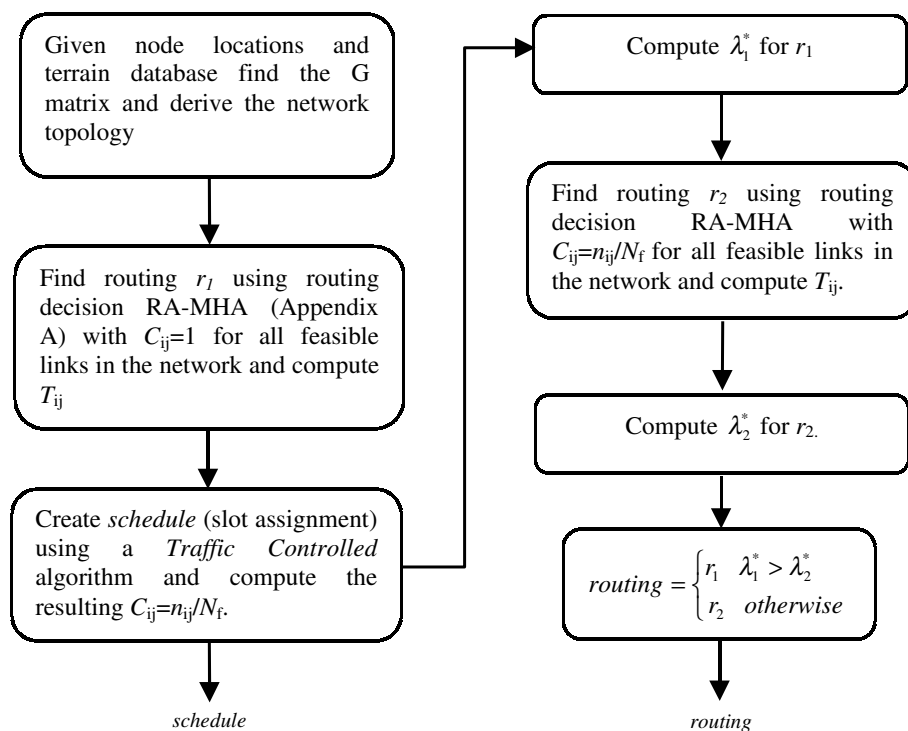 Given node locations and
terrain database find the G
matrix and derive the network
topology
Find routing r₁ using routing
decision RA-MHA (Appendix
A) with Cᵢⱼ=1 for all feasible
links in the network and compute
Tᵢⱼ
Create schedule (slot assignment)
using a Traffic Controlled
algorithm and compute the
resulting Cᵢⱼ=nᵢⱼ/N_f.
schedule
Compute λ₁* for r₁
Find routing r₂ using routing
decision RA-MHA with
Cᵢⱼ=nᵢⱼ/N_f for all feasible links in
the network and compute Tᵢⱼ.
Compute λ₂* for r₂.
routing = { r₁ λ₁* > λ₂*
r₂ otherwise
routing